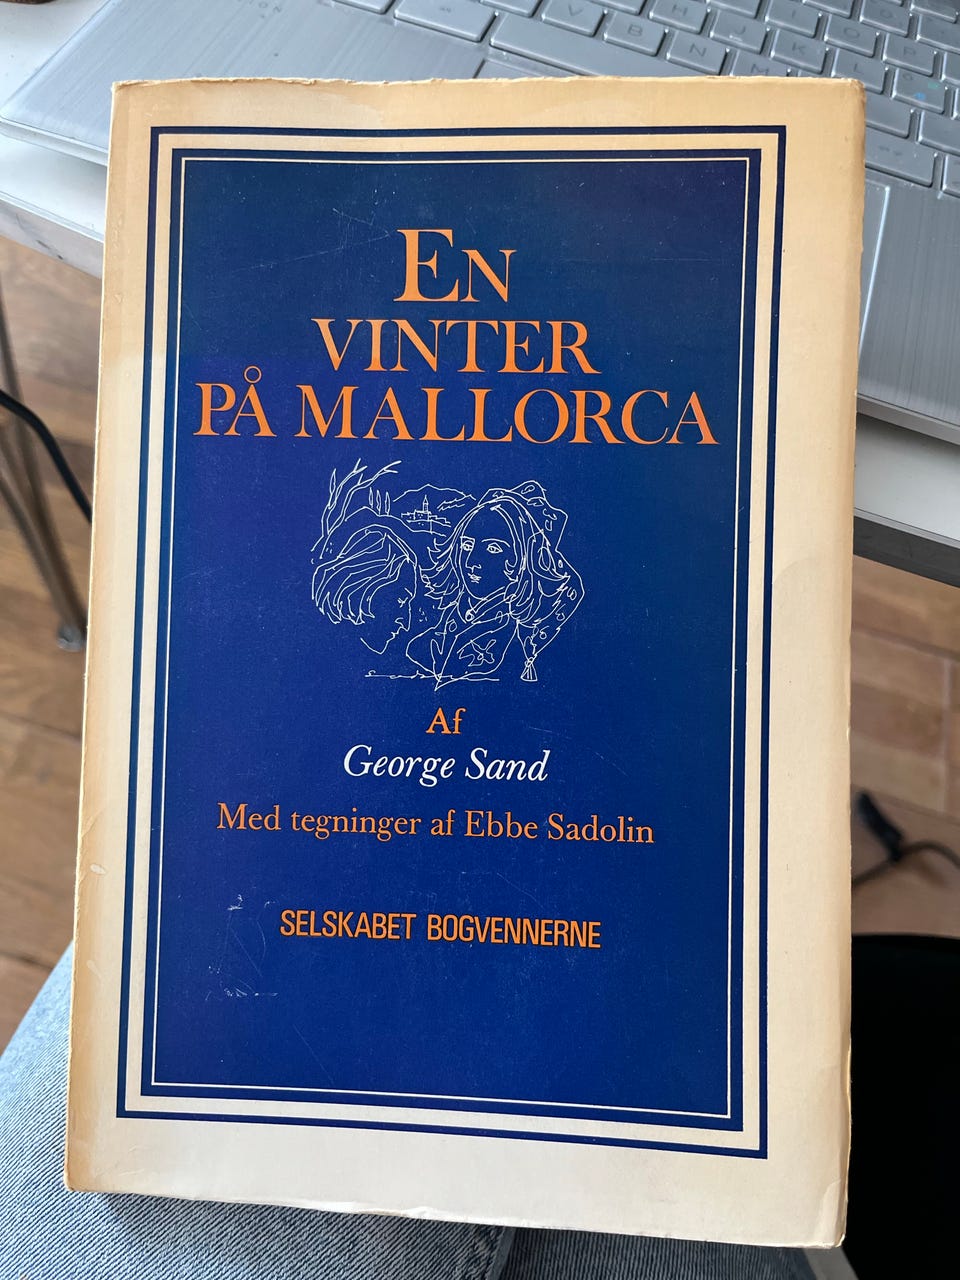 EN
VINTER
PÅ MALLORCA
Af
George Sand
Med tegninger af Ebbe Sadolin
SELSKABET BOGVENNERNE